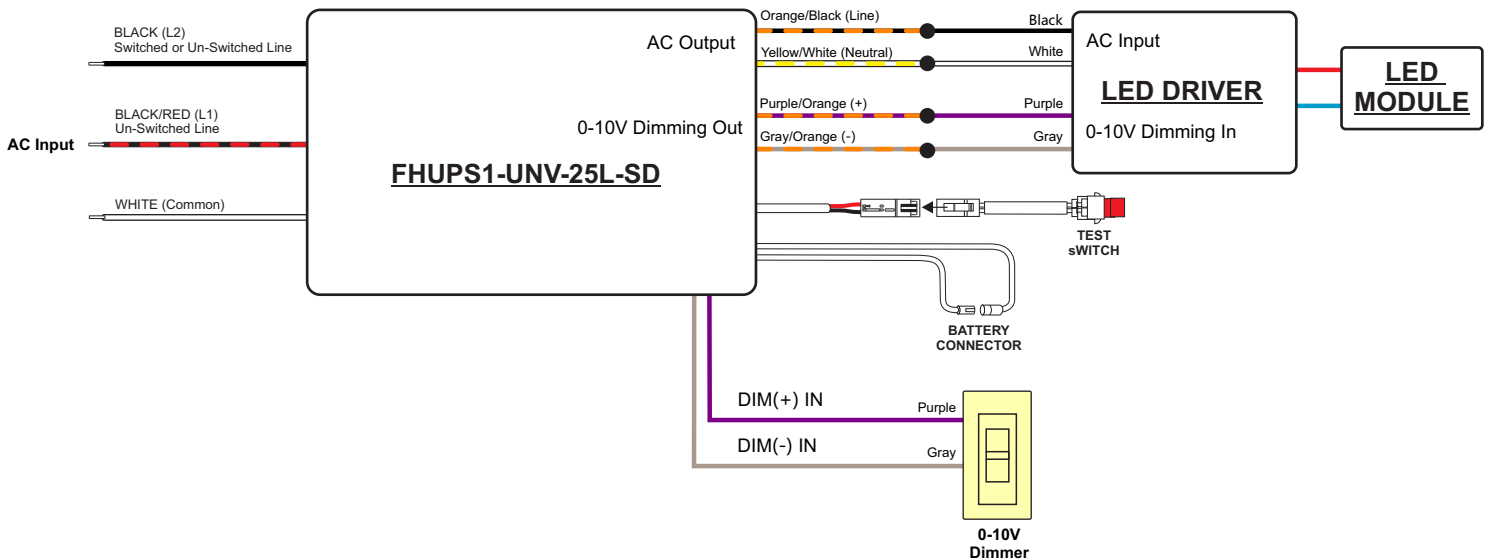 BLACK (L2)
Switched or Un-Switched Line
BLACK/RED (L1)
Un-Switched Line
AC Input
WHITE (Common)
FHUPS1-UNV-25L-SD
AC Output
0-10V Dimming Out
Orange/Black (Line)
Yellow/White (Neutral)
Purple/Orange (+)
Gray/Orange (-)
Black
White
Purple
Gray
AC Input
LED DRIVER
0-10V Dimming In
LED
MODULE
TEST
sWITCH
BATTERY
CONNECTOR
DIM(+) IN
Purple
DIM(-) IN
Gray
0-10V
Dimmer